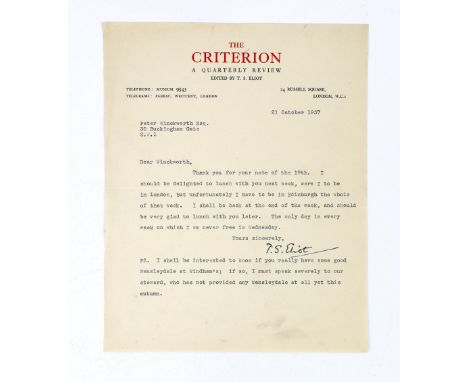 THE
CRITERION
A QUARTERLY REVIEW
EDITED BY T. S. ELIOT
TELEPHONE: MUSEUM 9543
TELEGRAMS: FABBAF, WESTCENT, LONDON
24 RUSSELL SQUARE,
LONDON, W.C.1
21 October 1937
Peter Winckworth Esq.
30 Buckingham Gate
S.W.1
Dear Winckworth,
Thank you for your note of the 19th. I
should be delighted to lunch with you next week, were I to be
in London, but unfortunately I have to be in Edinburgh the whole
of that week. I shall be back at the end of the week, and should
be very glad to lunch with you later. The only day in every
week on which I am never free is Wednesday.
Yours sincerely,
T. S. Eliot
PS. I shall be interested to know if you really have some good
Wensleydale at Windham's; if so, I must speak severely to our
steward, who has not provided any Wensleydale at all yet this
autumn.